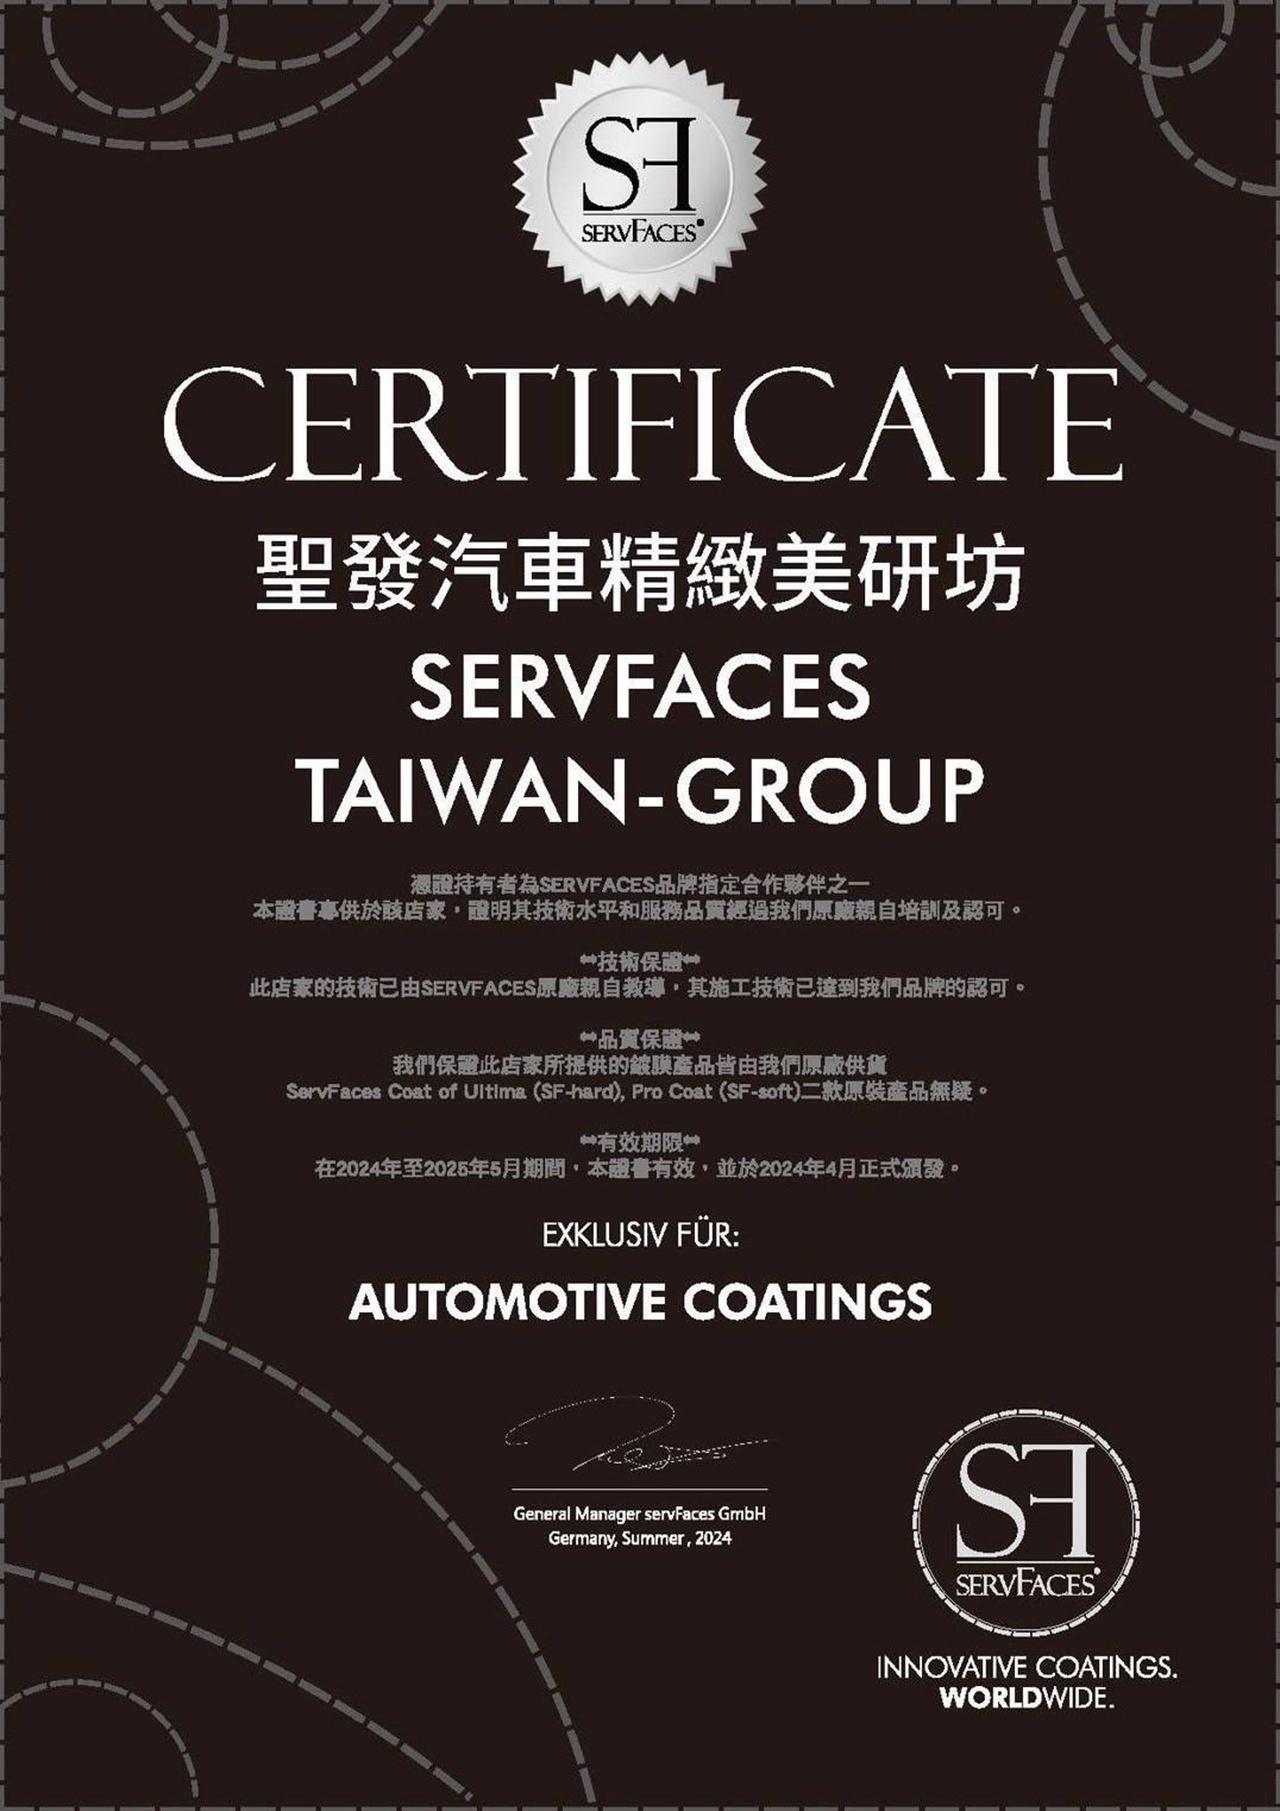 SF
SERVFACES
CERTIFICATE
聖發汽車精緻美研坊
SERVFACES
TAIWAN-GROUP
憑證持有者為SERVFACES品牌指定合作夥伴之一
本證書專供於該店家，證明其技術水平和服務品質經過我們原廠親自培訓及認可。
**技術保證**
此店家的技術已由SERVFACES原廠親自教導，其施工技術已達到我們品牌的認可。
**品質保證**
我們保證此店家所提供的鍍膜產品皆由我們原廠供貨
ServFaces Coat of Ultima (SF-hard), Pro Coat (SF-soft)二款原裝產品無疑。
**有效期限**
在2024年至2025年5月期間，本證書有效，並於2024年4月正式頒發。
EXKLUSIV FÜR:
AUTOMOTIVE COATINGS
General Manager servFaces GmbH
Germany, Summer, 2024
SF
SERVFACES
INNOVATIVE COATINGS.
WORLDWIDE.